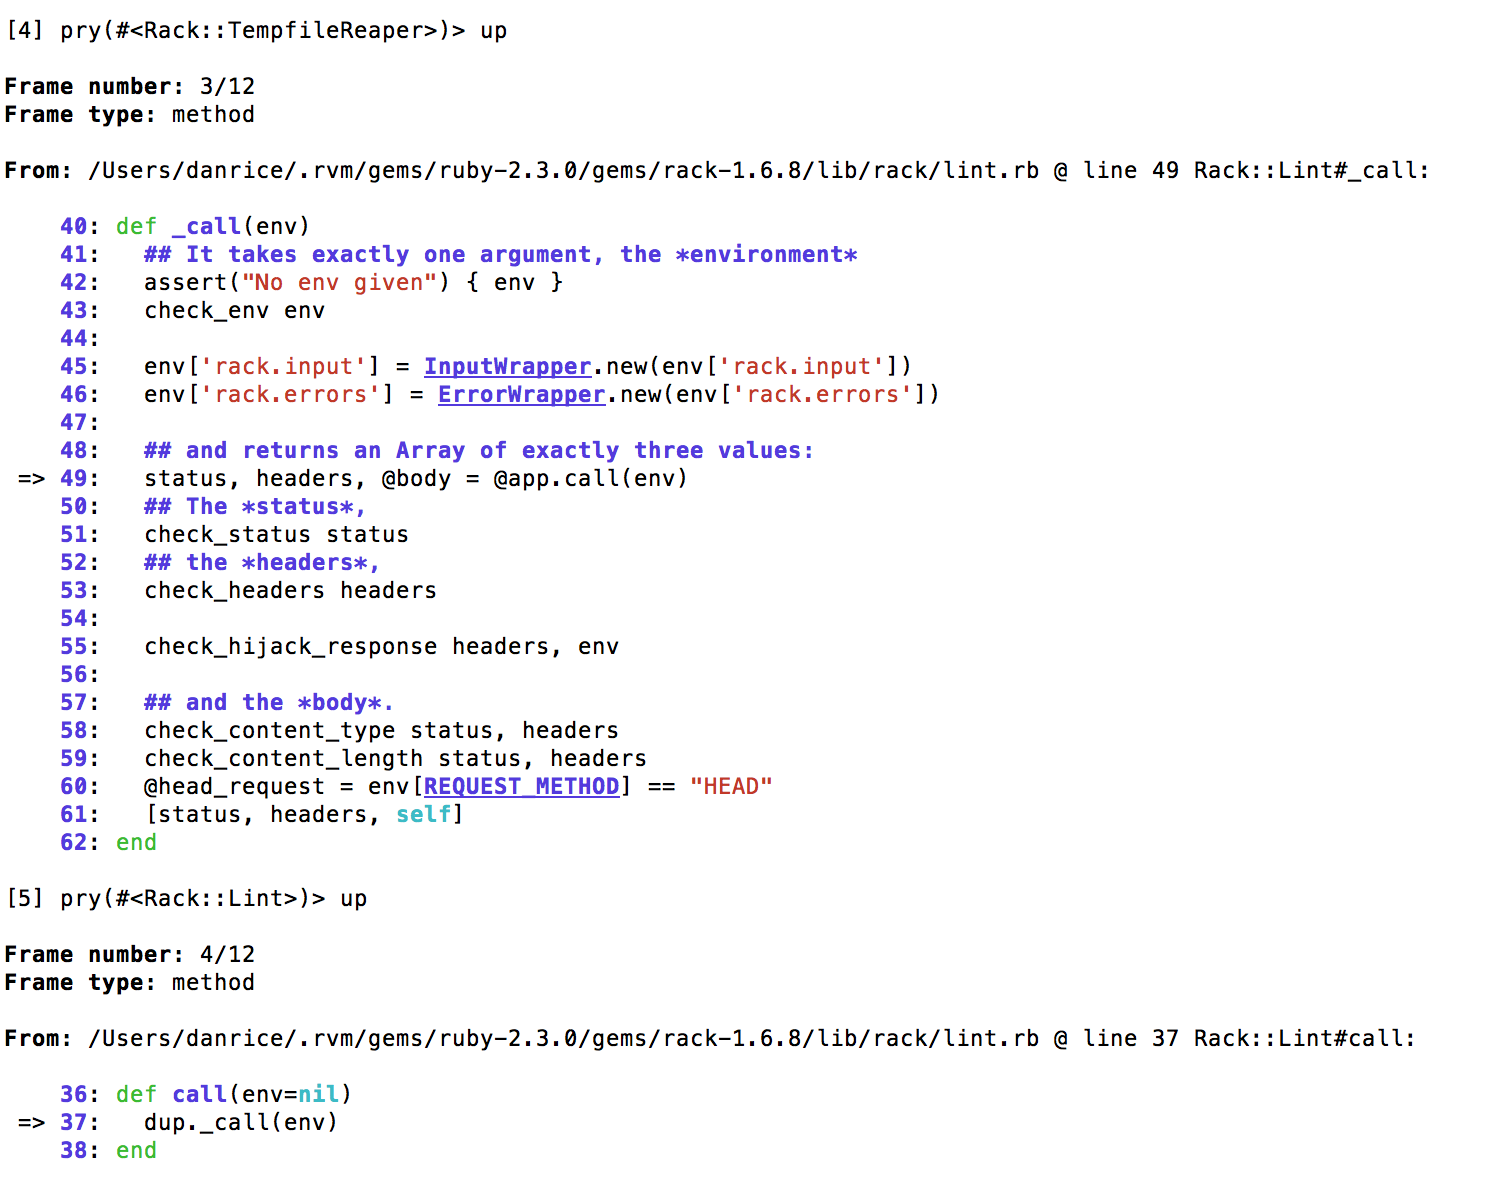 [4] pry(#<Rack::TempfileReaper>)> up
Frame number: 3/12
Frame type: method
From: /Users/danrice/.rvm/gems/ruby-2.3.0/gems/rack-1.6.8/lib/rack/lint.rb @ line 49 Rack::Lint#_call:
    40: def _call(env)
    41:   ## It takes exactly one argument, the *environment*
    42:   assert("No env given") { env }
    43:   check_env env
    44:
    45:   env['rack.input'] = InputWrapper.new(env['rack.input'])
    46:   env['rack.errors'] = ErrorWrapper.new(env['rack.errors'])
    47:
    48:   ## and returns an Array of exactly three values:
 => 49:   status, headers, @body = @app.call(env)
    50:   ## The *status*,
    51:   check_status status
    52:   ## the *headers*,
    53:   check_headers headers
    54:
    55:   check_hijack_response headers, env
    56:
    57:   ## and the *body*.
    58:   check_content_type status, headers
    59:   check_content_length status, headers
    60:   @head_request = env[REQUEST_METHOD] == "HEAD"
    61:   [status, headers, self]
    62: end
[5] pry(#<Rack::Lint>)> up
Frame number: 4/12
Frame type: method
From: /Users/danrice/.rvm/gems/ruby-2.3.0/gems/rack-1.6.8/lib/rack/lint.rb @ line 37 Rack::Lint#call:
    36: def call(env=nil)
 => 37:   dup._call(env)
    38: end